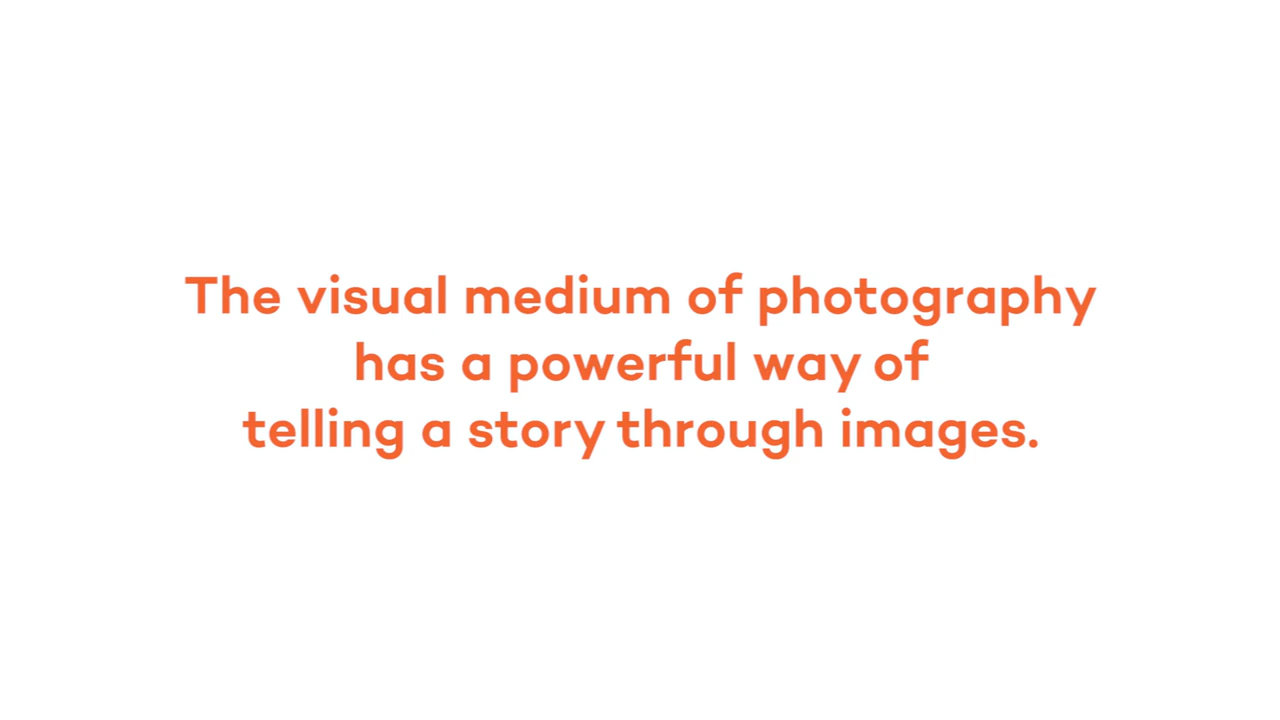 The visual medium of photography
has a powerful way of
telling a story through images.